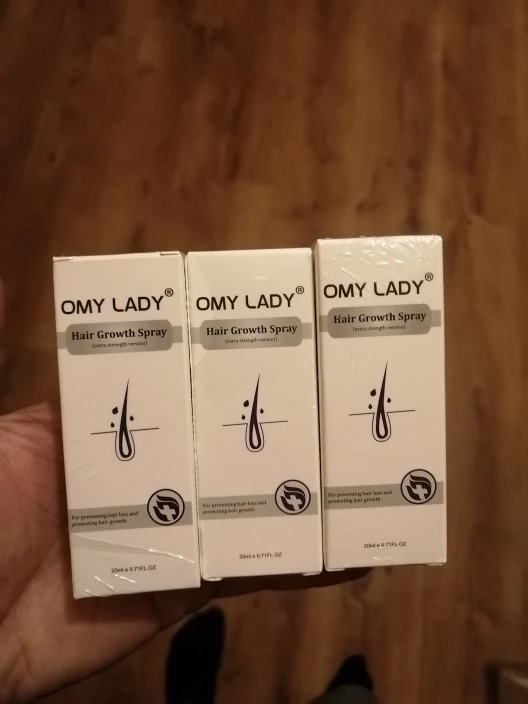 OMY LADY®
Hair Growth Spray
(extra strength version)
For preventing hair loss and
promoting hair growth
20ml e 0.71FL.OZ
OMY LADY®
Hair Growth Spray
(extra strength version)
For preventing hair loss and
promoting hair growth
20ml e 0.71FL.OZ
OMY LADY®
Hair Growth Spray
(extra strength version)
For preventing hair loss and
promoting hair growth
20ml e 0.71FL.OZ